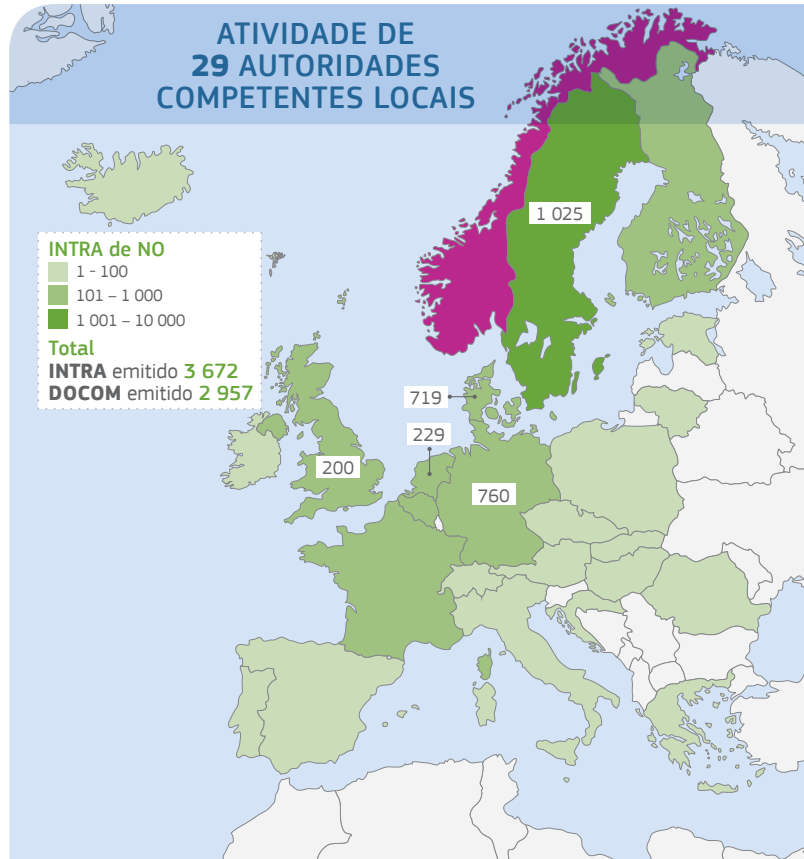 ATIVIDADE DE
29 AUTORIDADES
COMPETENTES LOCAIS
1 025
INTRA de NO
1 - 100
101 – 1 000
1 001 – 10 000
Total
INTRA emitido 3 672
DOCOM emitido 2 957
719
229
200
760